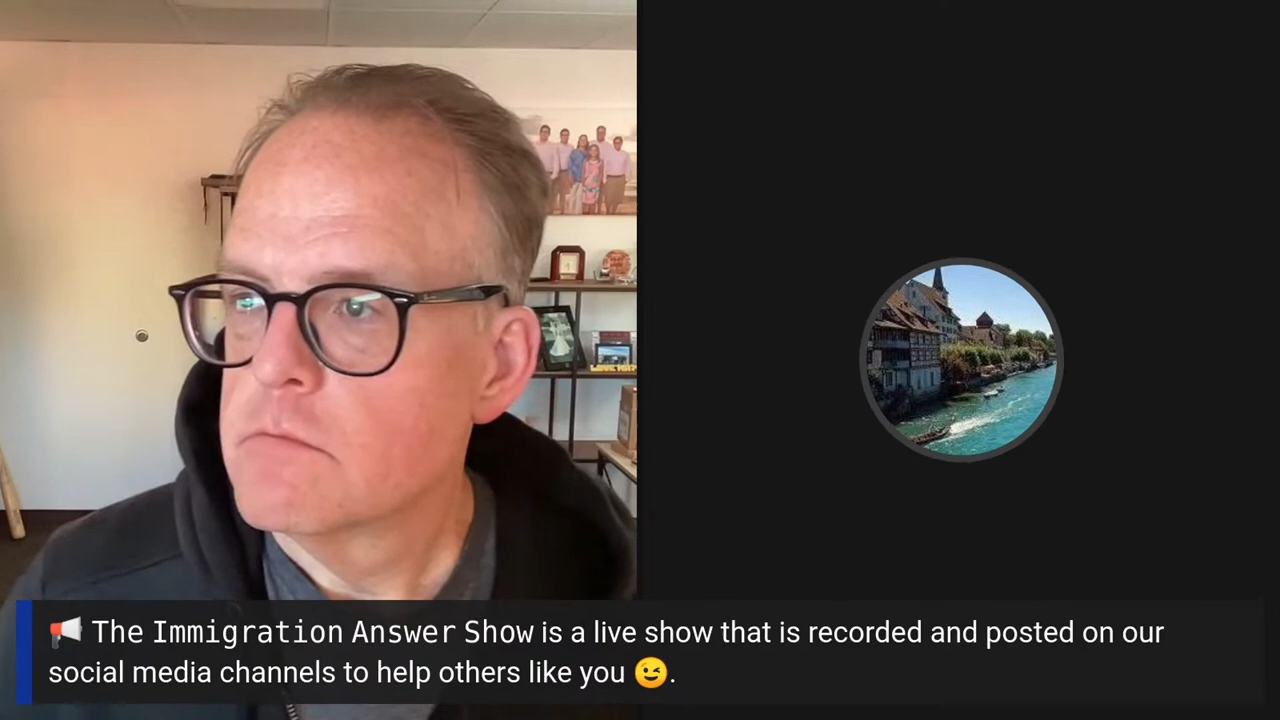 📢 The Immigration Answer Show is a live show that is recorded and posted on our
social media channels to help others like you 😉.